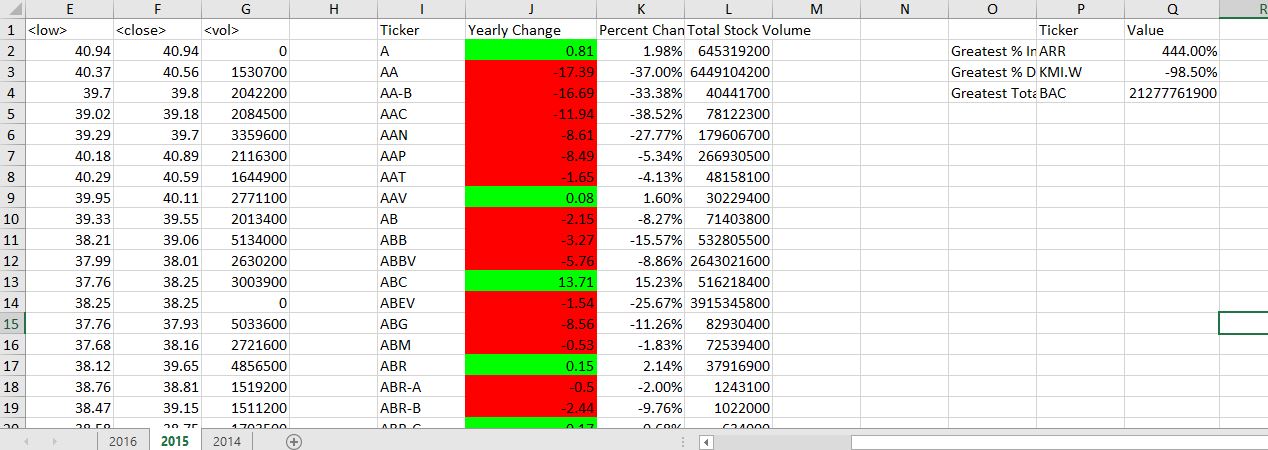 E F G H I J K L M N O P Q R
1 <low> <close> <vol> Ticker Yearly Change Percent Chan Total Stock Volume Ticker Value
2 40.94 40.94 0 A 0.81 1.98% 645319200 Greatest % In ARR 444.00%
3 40.37 40.56 1530700 AA -17.39 -37.00% 6449104200 Greatest % D KMI.W -98.50%
4 39.7 39.8 2042200 AA-B -16.69 -33.38% 40441700 Greatest Tota BAC 21277761900
5 39.02 39.18 2084500 AAC -11.94 -38.52% 78122300
6 39.29 39.7 3359600 AAN -8.61 -27.77% 179606700
7 40.18 40.89 2116300 AAP -8.49 -5.34% 266930500
8 40.29 40.59 1644900 AAT -1.65 -4.13% 48158100
9 39.95 40.11 2771100 AAV 0.08 1.60% 30229400
10 39.33 39.55 2013400 AB -2.15 -8.27% 71403800
11 38.21 39.06 5134000 ABB -3.27 -15.57% 532805500
12 37.99 38.01 2630200 ABBV -5.76 -8.86% 2643021600
13 37.76 38.25 3003900 ABC 13.71 15.23% 516218400
14 38.25 38.25 0 ABEV -1.54 -25.67% 3915345800
15 37.76 37.93 5033600 ABG -8.56 -11.26% 82930400
16 37.68 38.16 2721600 ABM -0.53 -1.83% 72539400
17 38.12 39.65 4856500 ABR 0.15 2.14% 37916900
18 38.76 38.81 1519200 ABR-A -0.5 -2.00% 1243100
19 38.47 39.15 1511200 ABR-B -2.44 -9.76% 1022000
2016 2015 2014